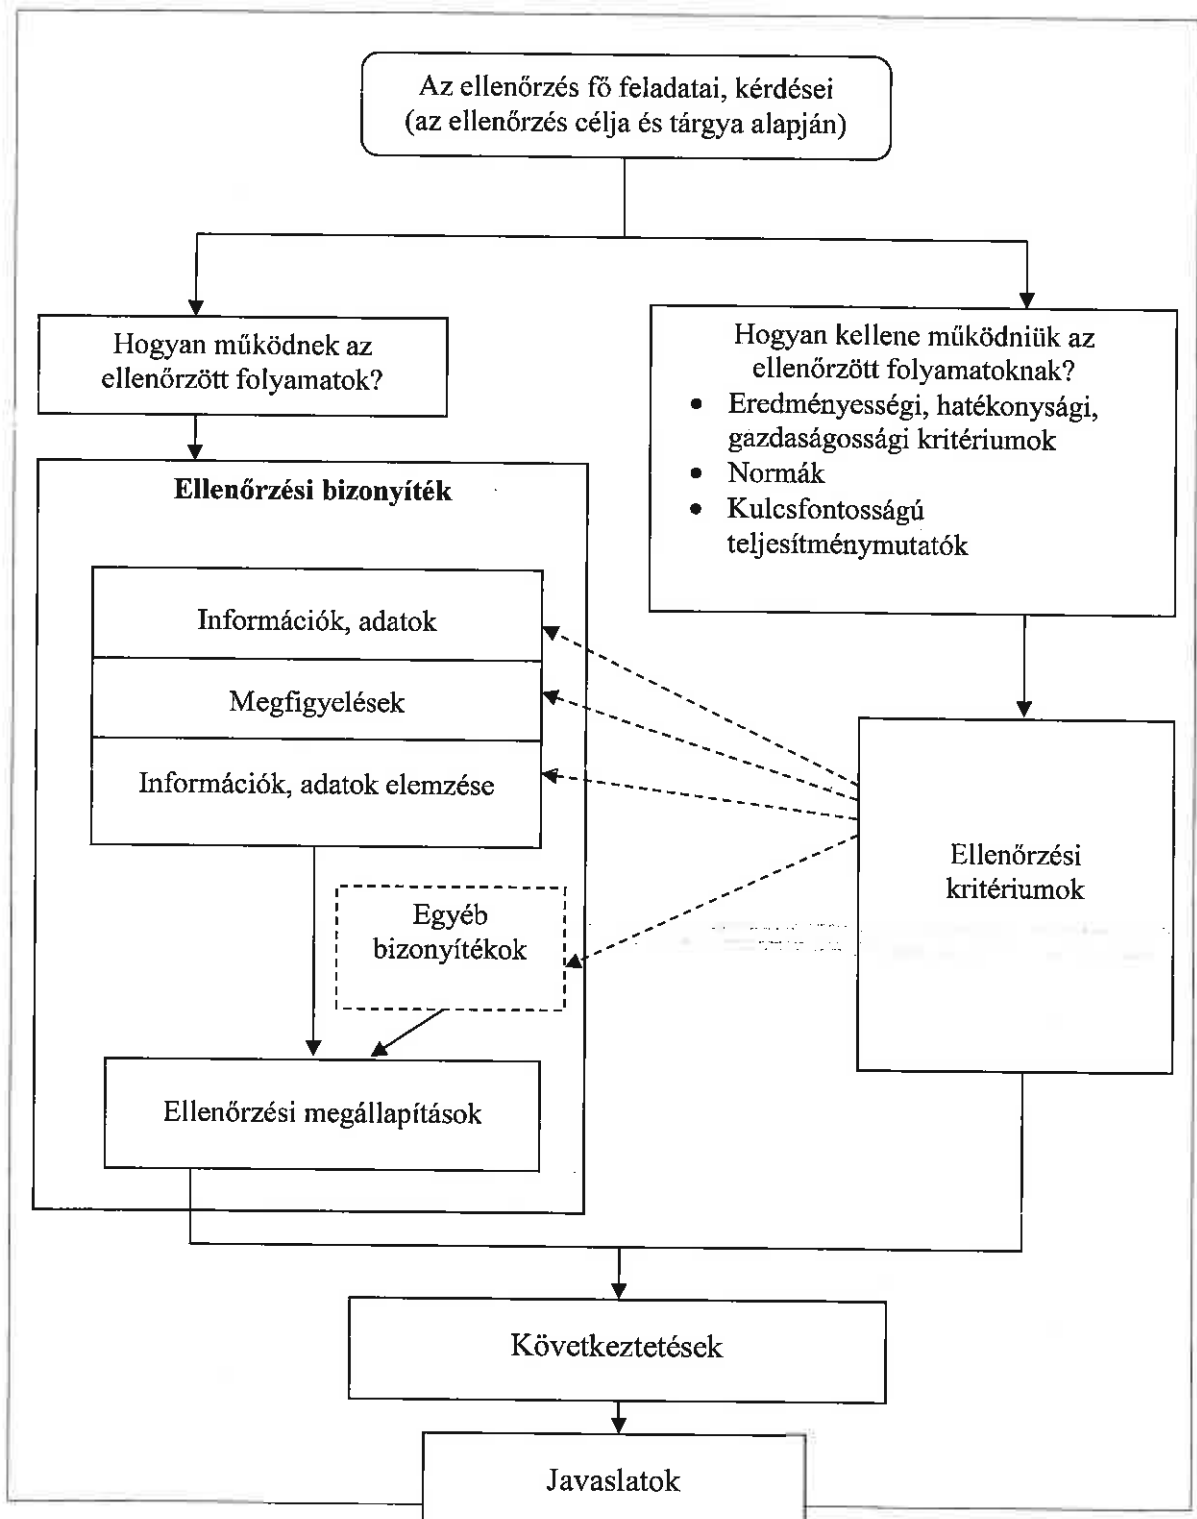 Az ellenőrzés fő feladatai, kérdései
(az ellenőrzés célja és tárgya alapján)
Hogyan működnek az
ellenőrzött folyamatok?
Hogyan kellene működniük az
ellenőrzött folyamatoknak?
• Eredményességi, hatékonysági,
gazdaságossági kritériumok
• Normák
• Kulcsfontosságú
teljesítménymutatók
Ellenőrzési bizonyíték
Információk, adatok
Megfigyelések
Információk, adatok elemzése
Egyéb
bizonyítékok
Ellenőrzési
kritériumok
Ellenőrzési megállapítások
Következtetések
Javaslatok